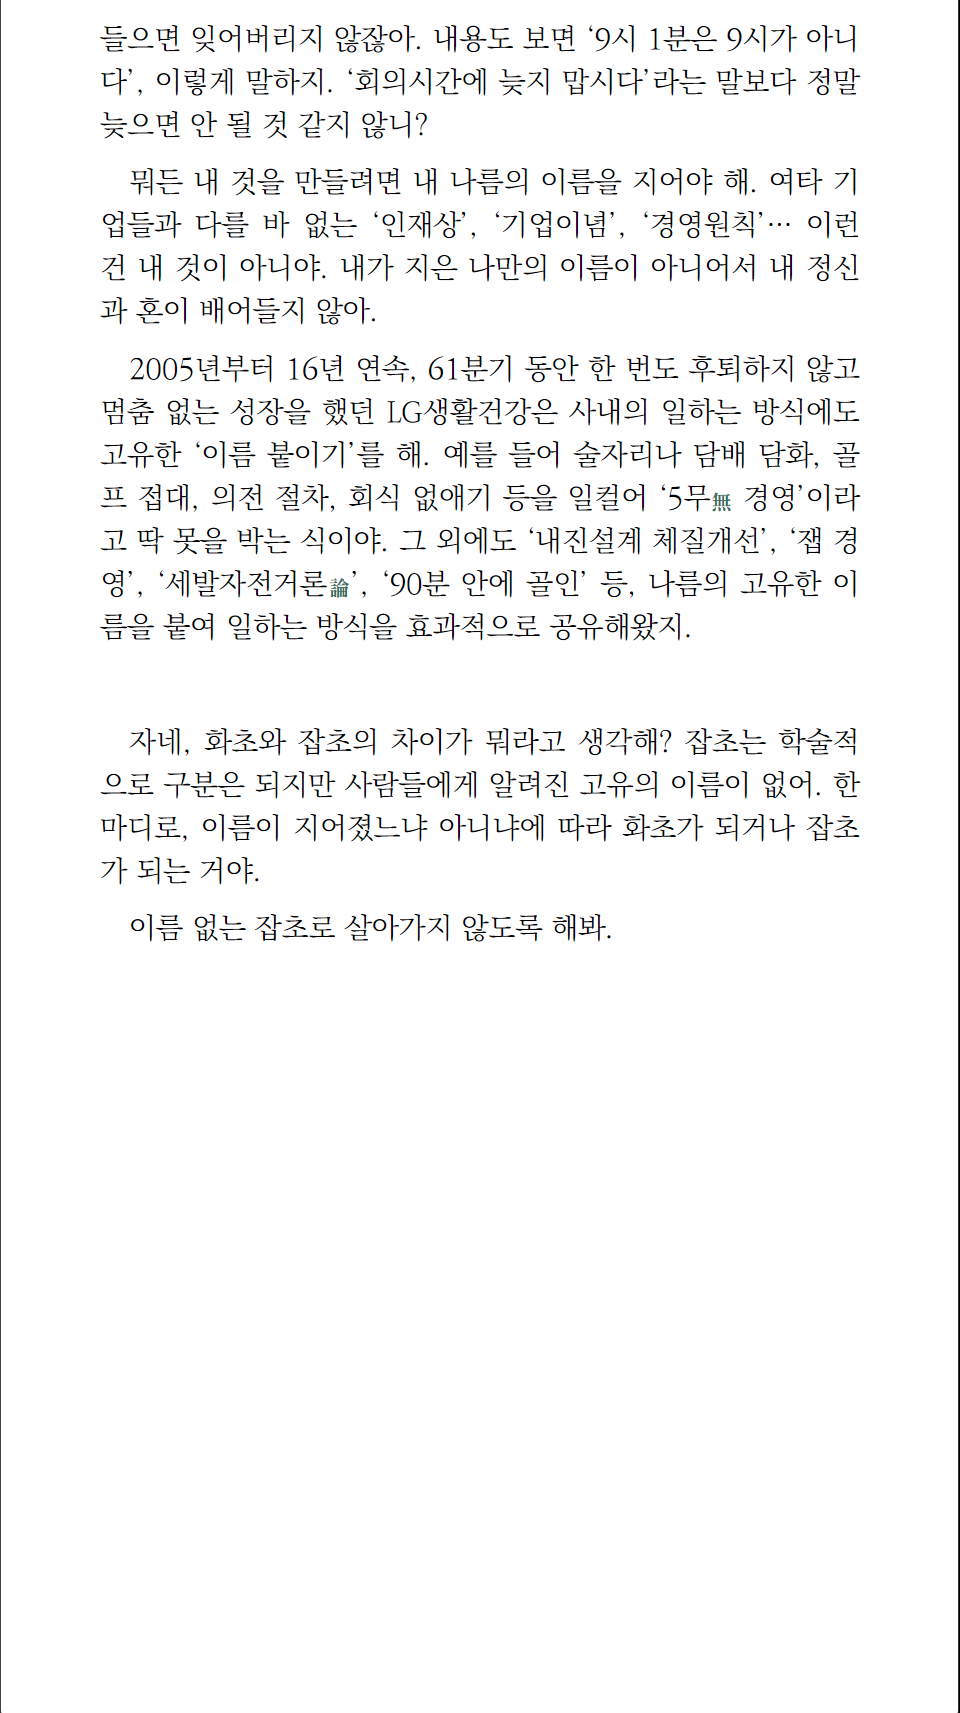 들으면 잊어버리지 않잖아. 내용도 보면 ‘9시 1분은 9시가 아니
다’, 이렇게 말하지. ‘회의시간에 늦지 맙시다’라는 말보다 정말
늦으면 안 될 것 같지 않니?
뭐든 내 것을 만들려면 내 나름의 이름을 지어야 해. 여타 기
업들과 다를 바 없는 ‘인재상’, ‘기업이념’, ‘경영원칙’… 이런
건 내 것이 아니야. 내가 지은 나만의 이름이 아니어서 내 정신
과 혼이 배어들지 않아.
2005년부터 16년 연속, 61분기 동안 한 번도 후퇴하지 않고
멈춤 없는 성장을 했던 LG생활건강은 사내의 일하는 방식에도
고유한 ‘이름 붙이기’를 해. 예를 들어 술자리나 담배 담화, 골
프 접대, 의전 절차, 회식 없애기 등을 일컬어 ‘5무無 경영’이라
고 딱 못을 박는 식이야. 그 외에도 ‘내진설계 체질개선’, ‘잽 경
영’, ‘세발자전거론論’, ‘90분 안에 골인’ 등, 나름의 고유한 이
름을 붙여 일하는 방식을 효과적으로 공유해왔지.
자네, 화초와 잡초의 차이가 뭐라고 생각해? 잡초는 학술적
으로 구분은 되지만 사람들에게 알려진 고유의 이름이 없어. 한
마디로, 이름이 지어졌느냐 아니냐에 따라 화초가 되거나 잡초
가 되는 거야.
이름 없는 잡초로 살아가지 않도록 해봐.